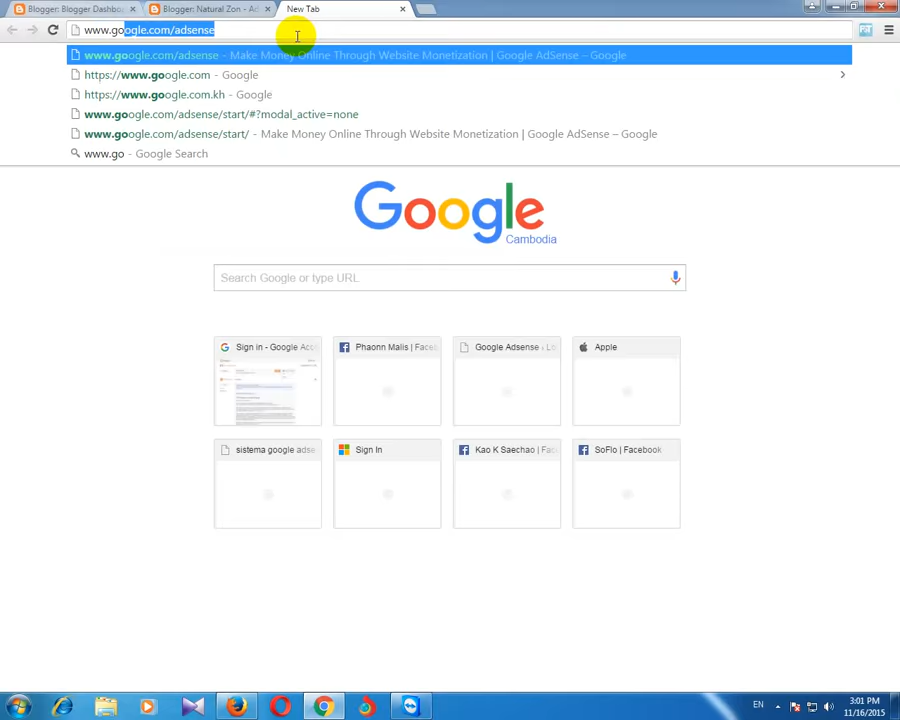 Blogger: Blogger Dashbo
Blogger: Natural Zon - Ad
New Tab
www.google.com/adsense
www.google.com/adsense - Make Money Online Through Website Monetization | Google AdSense – Google
https://www.google.com - Google
https://www.google.com.kh - Google
www.google.com/adsense/start/#?modal_active=none
www.google.com/adsense/start/ - Make Money Online Through Website Monetization | Google AdSense – Google
www.go - Google Search
Google
Cambodia
Search Google or type URL
Sign in - Google Acc
Phaonn Malis | Faceb
Google Adsense
Apple
sistema google adse
Sign In
Kao K Saechao | Fac
SoFlo | Facebook
EN
3:01 PM
11/16/2015